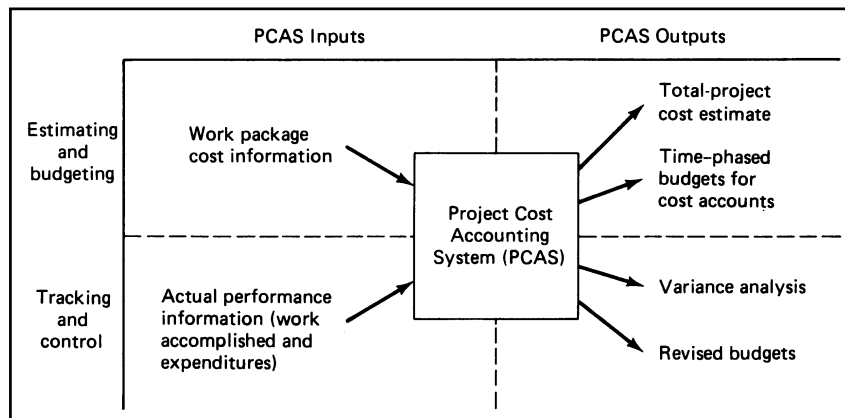 PCAS Inputs
PCAS Outputs
Estimating
and
budgeting
Work package
cost information
Total-project
cost estimate
Time-phased
budgets for
cost accounts
Project Cost
Accounting
System (PCAS)
Tracking
and
control
Actual performance
information (work
accomplished and
expenditures)
Variance analysis
Revised budgets